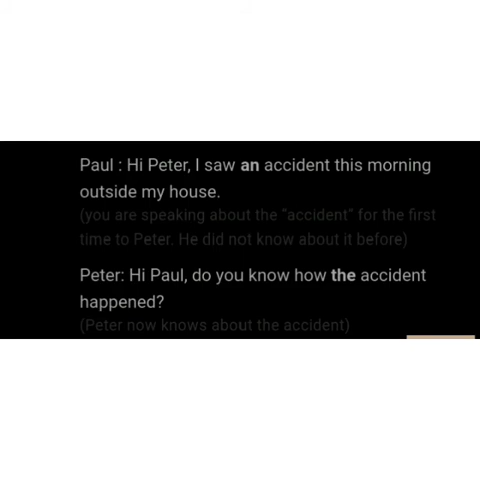 Paul : Hi Peter, I saw an accident this morning
outside my house.
(you are speaking about the "accident" for the first
time to Peter. He did not know about it before)
Peter: Hi Paul, do you know how the accident
happened?
(Peter now knows about the accident)